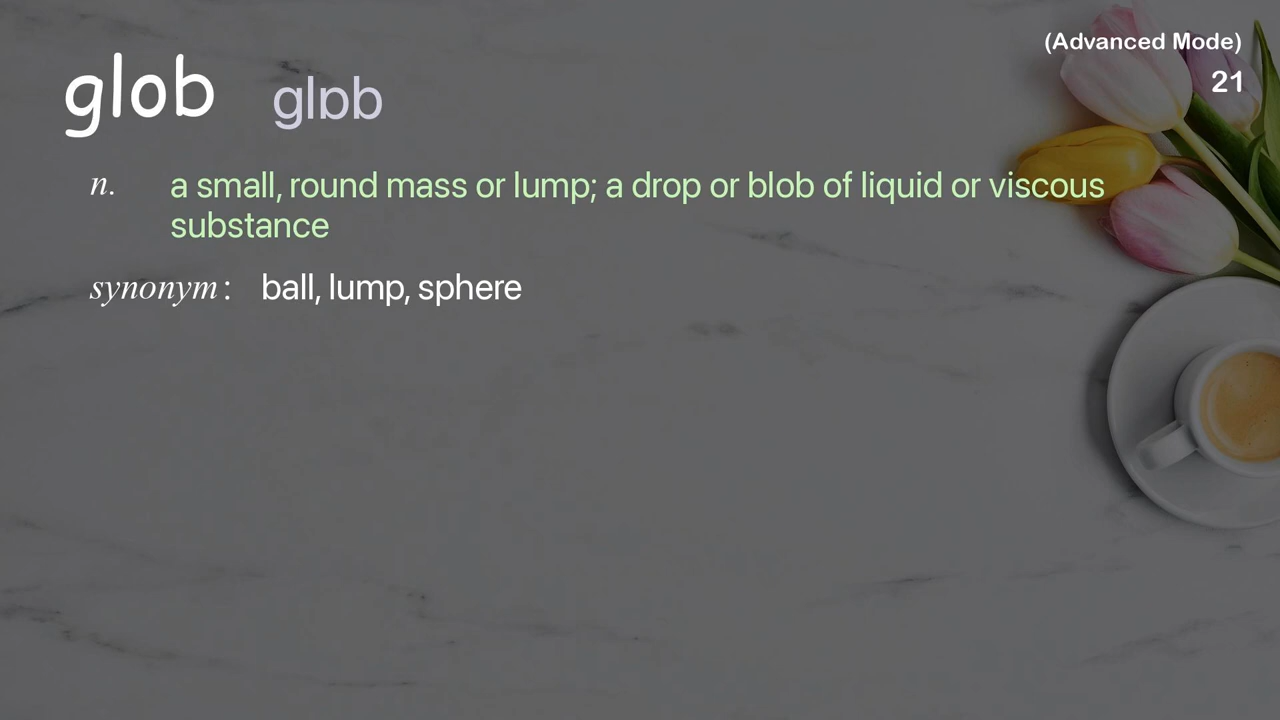 (Advanced Mode)
21
glob glɒb
n. a small, round mass or lump; a drop or blob of liquid or viscous
substance
synonym : ball, lump, sphere